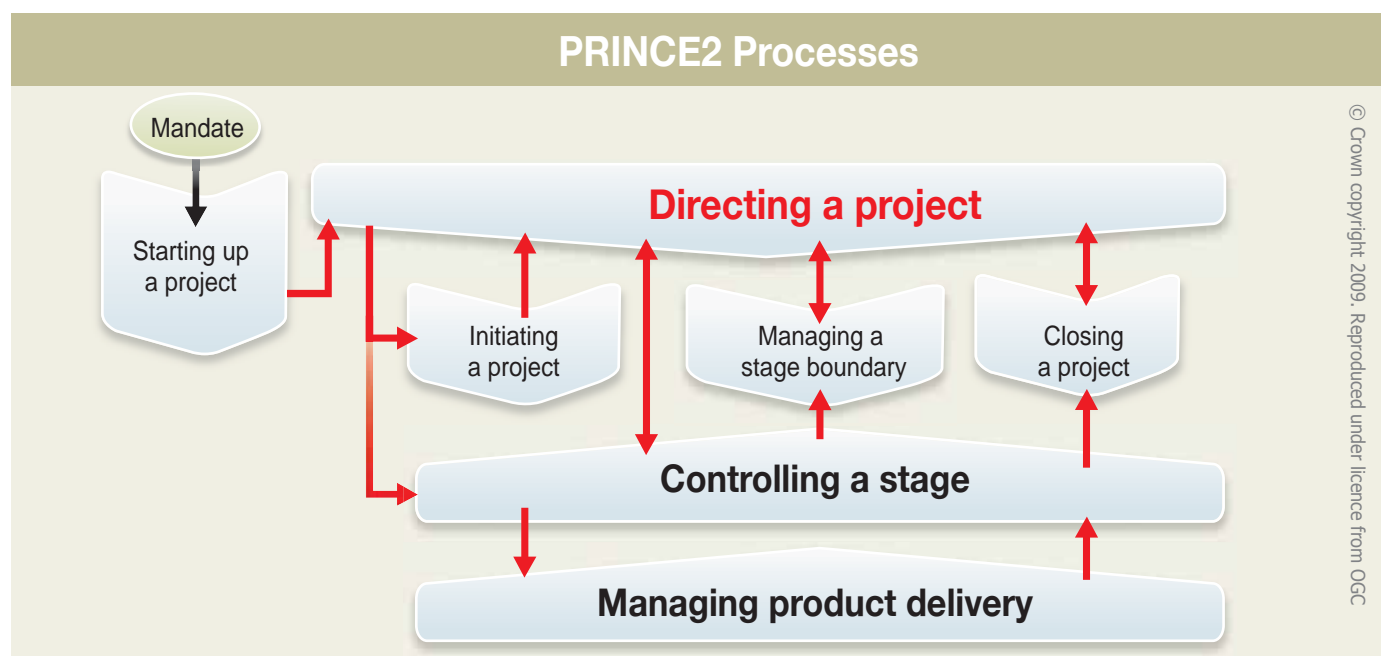 PRINCE2 Processes
Mandate
Directing a project
Starting up
a project
Initiating
a project
Managing a
stage boundary
Closing
a project
Controlling a stage
Managing product delivery
© Crown copyright 2009. Reproduced under licence from OGC